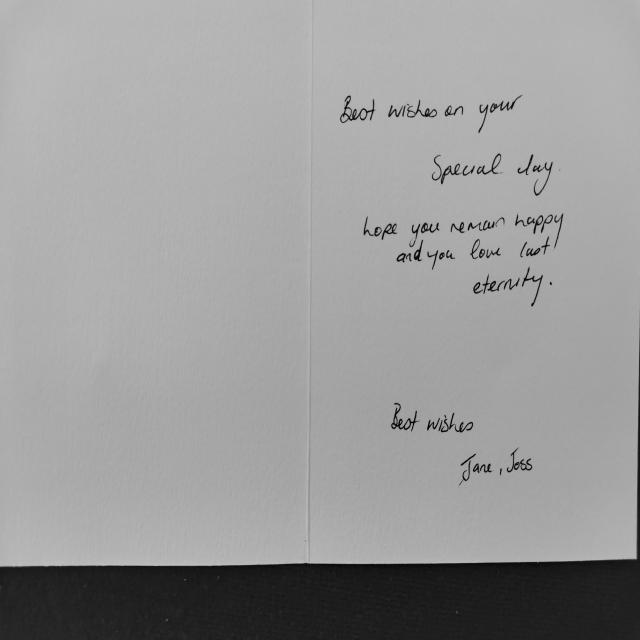 Best wishes on your
Special day.
hope you remain happy
and you love last
eternity.
Best wishes
Jane, Joss